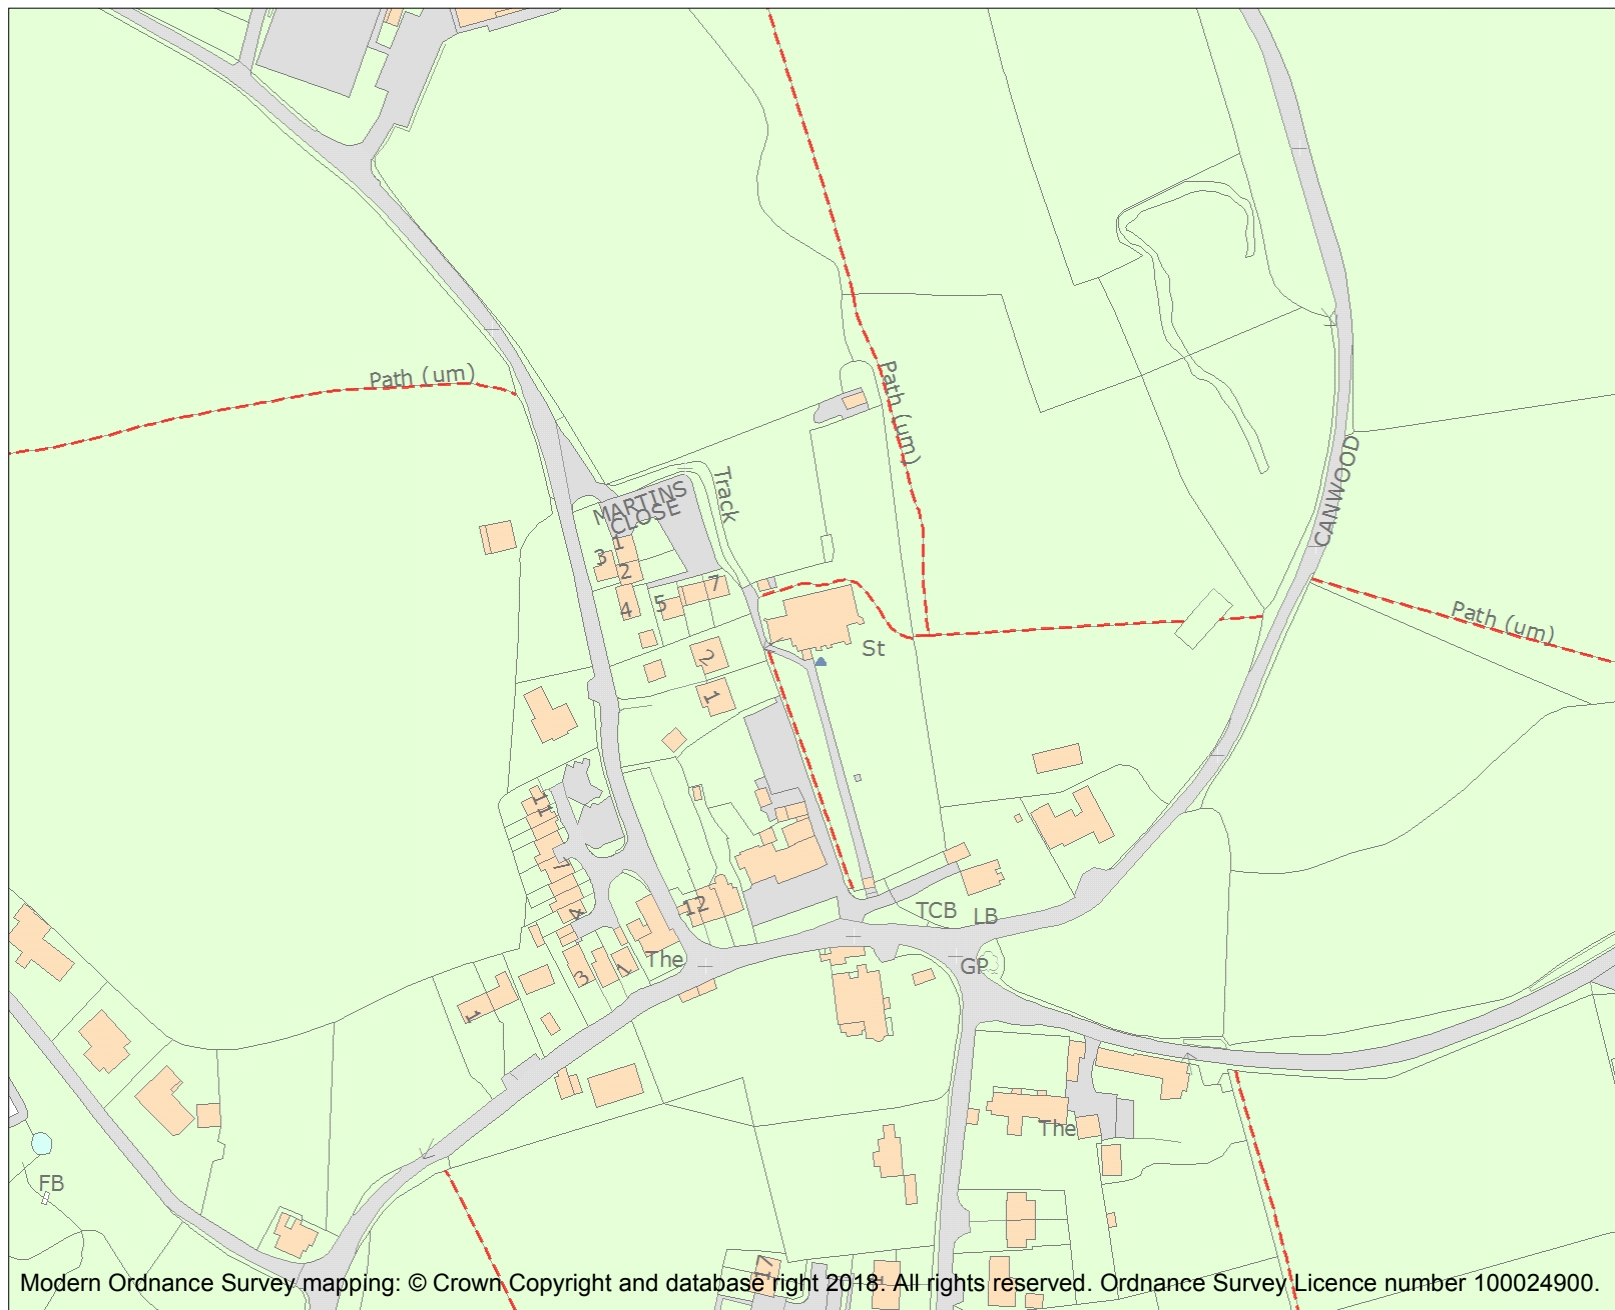 Path (um)
Path (um)
CANWOOD
MARTINS
CLOSE
Track
1
3
2
7
4
5
Path (um)
St
2
1
11
7
4
12
TCB
LB
The
GP
3
1
1
The
FB
17
Modern Ordnance Survey mapping: © Crown Copyright and database right 2018. All rights reserved. Ordnance Survey Licence number 100024900.